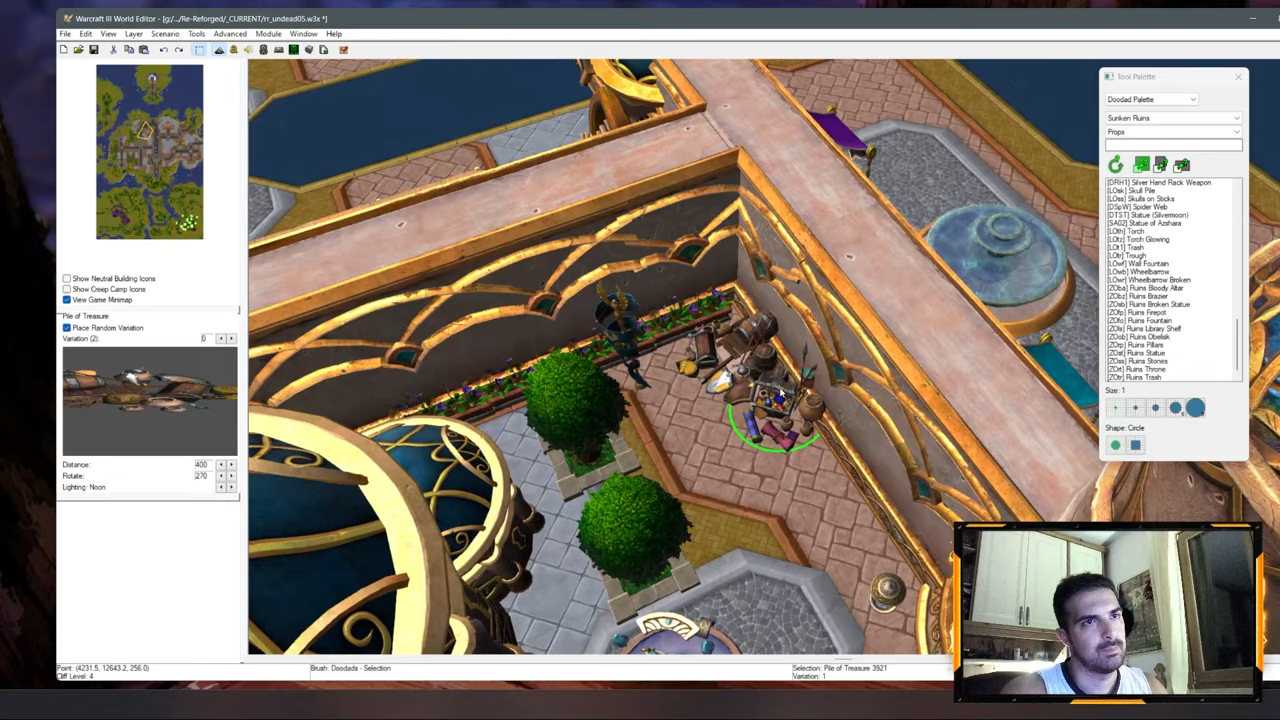 Warcraft III World Editor - [g:/../Re-Reforged/_CURRENT/rr_undead05.w3x *]
File Edit View Layer Scenario Tools Advanced Module Window Help
Show Neutral Building Icons
Show Creep Camp Icons
View Game Minimap
Pile of Treasure
Place Random Variation
Variation (2): 0
Distance: 400
Rotate: 270
Lighting: Noon
Tool Palette
Doodad Palette
Sunken Ruins
Props
[DRH1] Silver Hand Rack Weapon
[LOsk] Skull Pile
[LOss] Skulls on Sticks
[DSpW] Spider Web
[DTST] Statue (Silvermoon)
[SA02] Statue of Azshara
[LOth] Torch
[LOtz] Torch Glowing
[LOt1] Trash
[LOtr] Trough
[LOwf] Wall Fountain
[LOwb] Wheelbarrow
[LOwr] Wheelbarrow Broken
[ZOba] Ruins Bloody Altar
[ZObz] Ruins Brazier
[ZOsb] Ruins Broken Statue
[ZOfp] Ruins Firepot
[ZOfo] Ruins Fountain
[ZOls] Ruins Library Shelf
[ZOob] Ruins Obelisk
[ZOrp] Ruins Pillars
[ZOst] Ruins Statue
[ZOss] Ruins Stones
[ZOrt] Ruins Throne
[ZOtr] Ruins Trash
Size: 1
Shape: Circle
Point: (4231.5, 12643.2, 256.0)
Cliff Level: 4
Brush: Doodads - Selection
Selection: Pile of Treasure 3921
Variation: 1